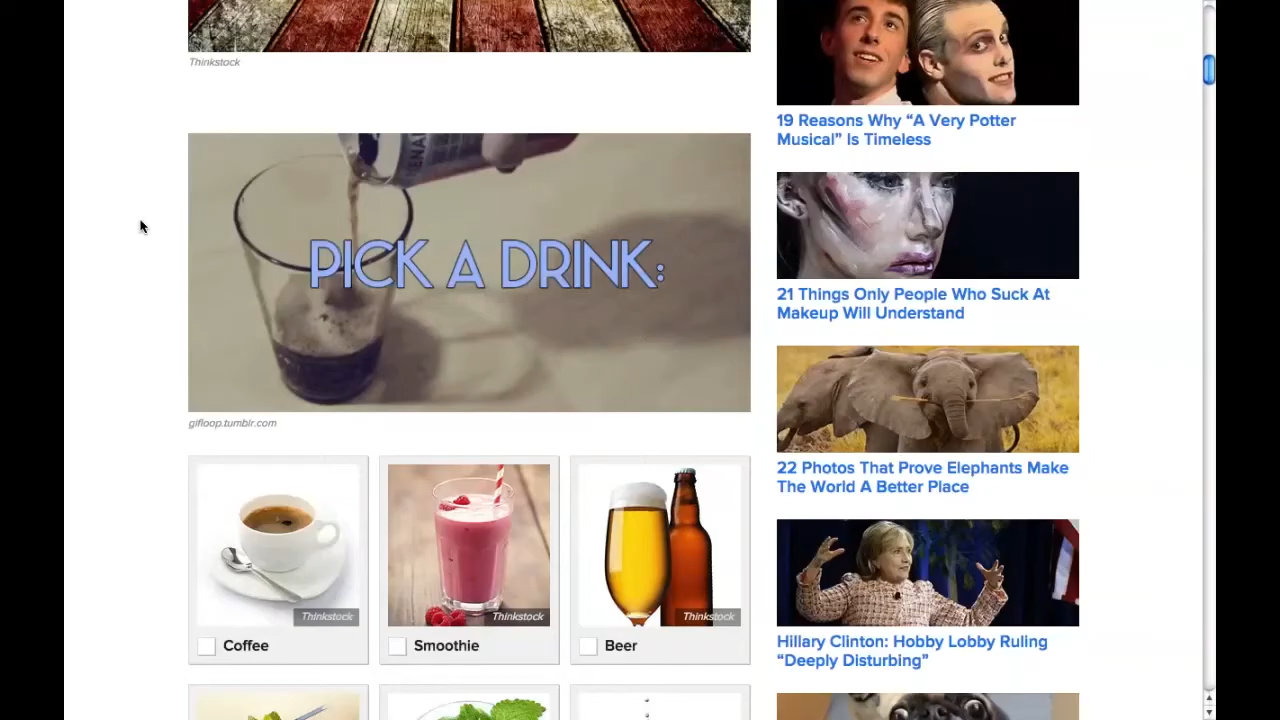 Thinkstock
PICK A DRINK:
gifloop.tumblr.com
Thinkstock
Coffee
Thinkstock
Smoothie
Thinkstock
Beer
19 Reasons Why “A Very Potter
Musical” Is Timeless
21 Things Only People Who Suck At
Makeup Will Understand
22 Photos That Prove Elephants Make
The World A Better Place
Hillary Clinton: Hobby Lobby Ruling
“Deeply Disturbing”